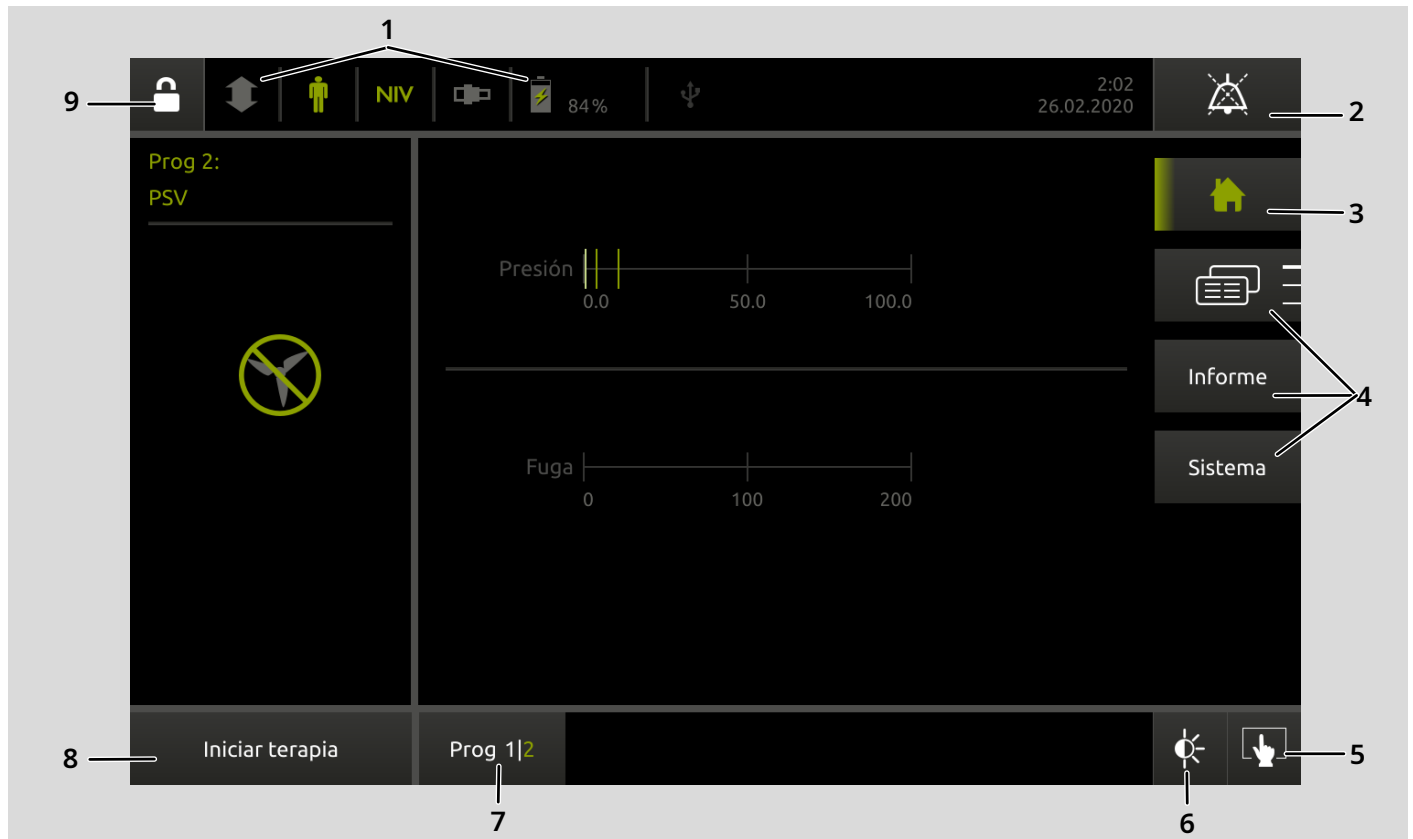 1
9
NIV
84%
2:02
26.02.2020
2
Prog 2:
PSV
3
Presión
0.0 50.0 100.0
Informe
4
Fuga
0 100 200
Sistema
8
Iniciar terapia
Prog 1|2
5
7
6